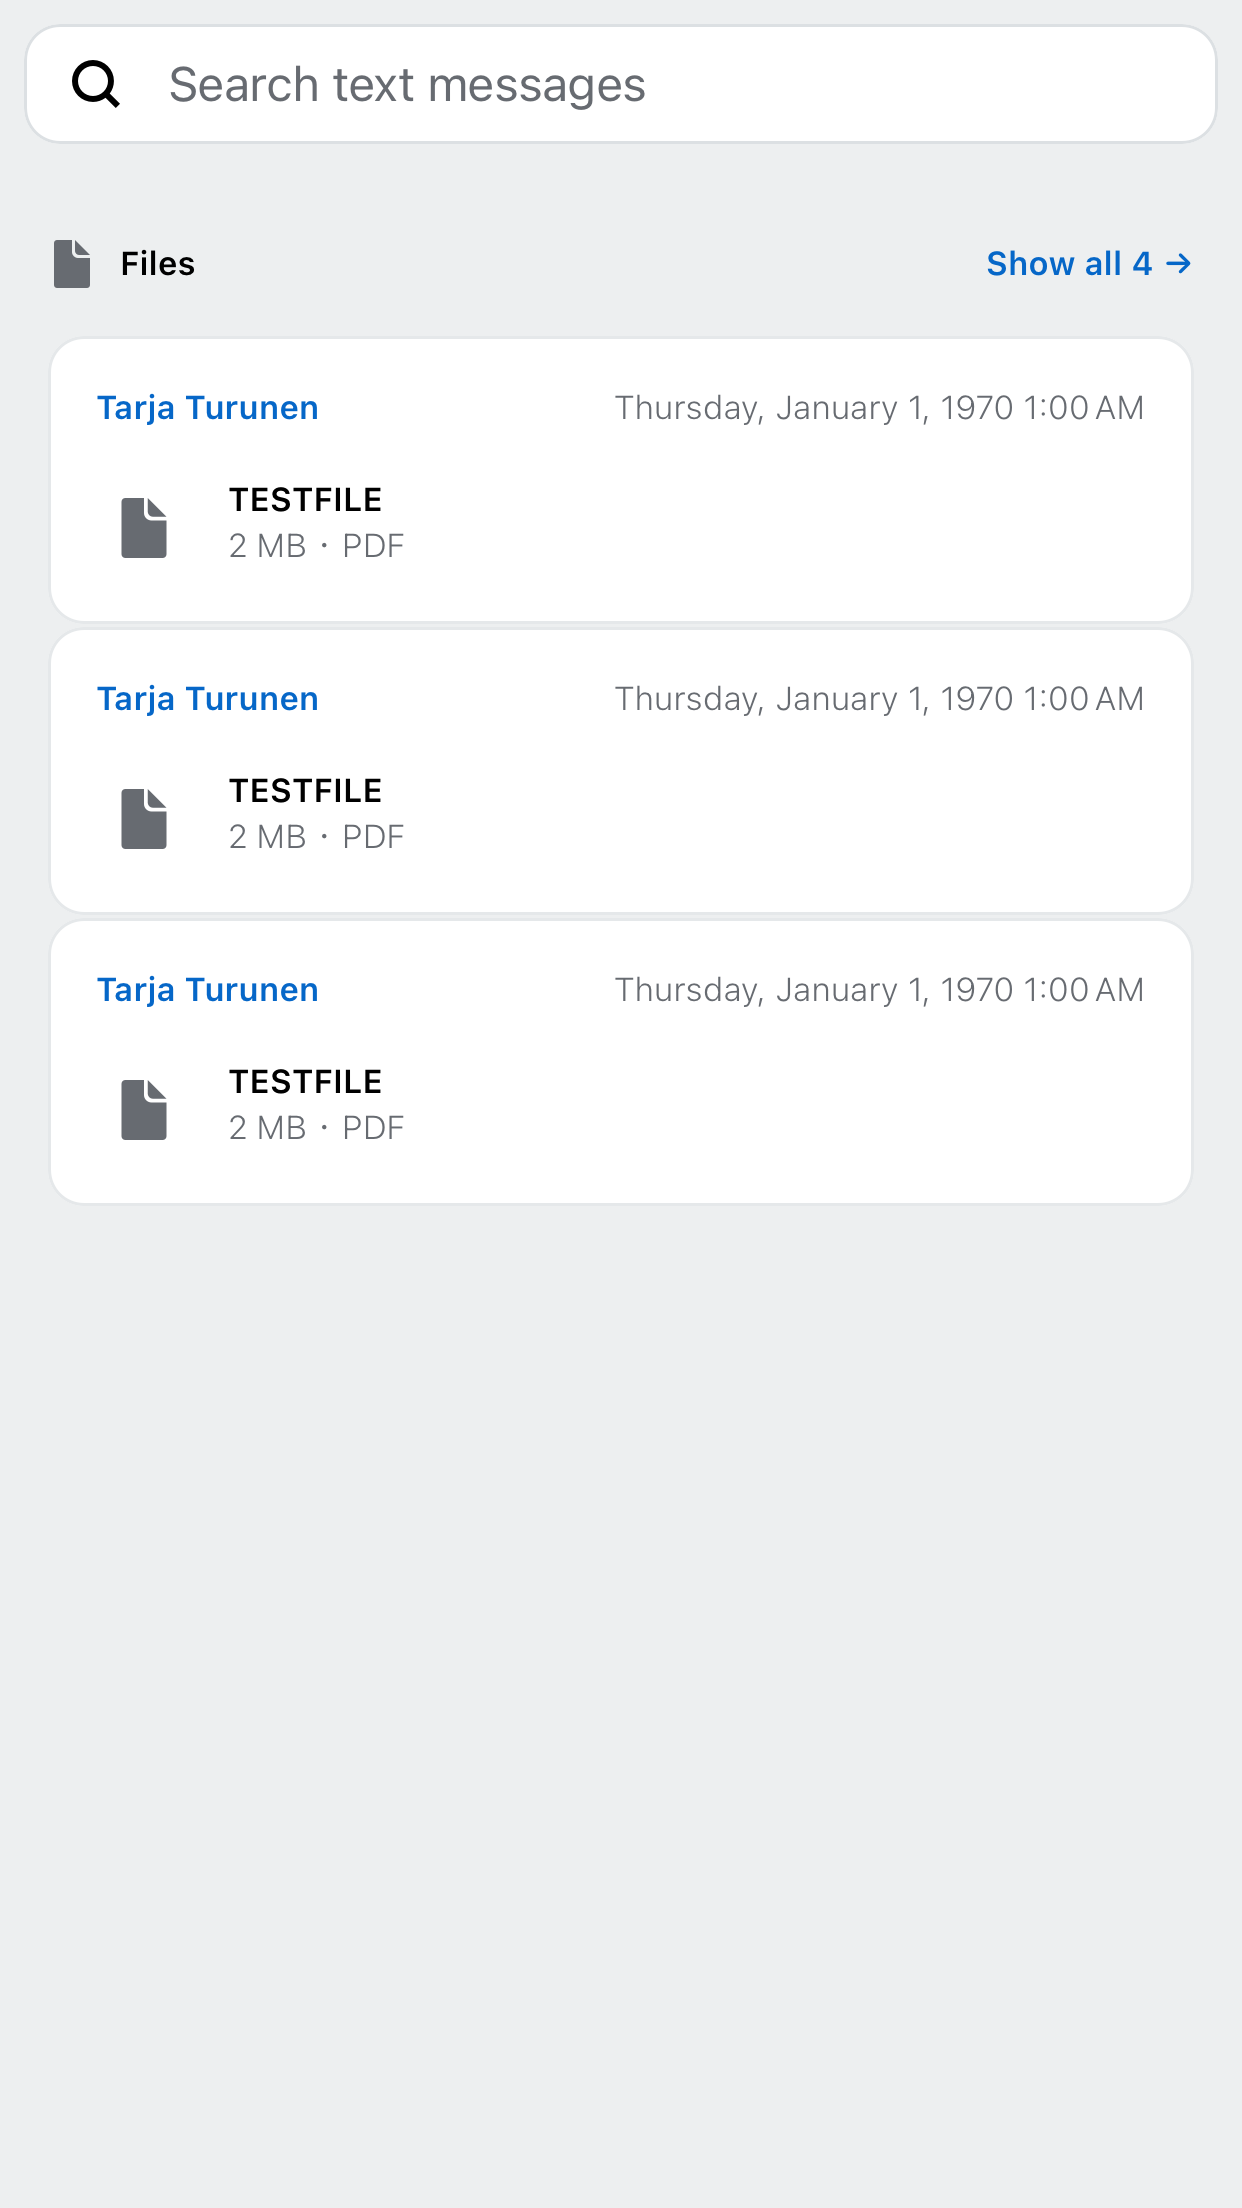 Search text messages
Files
Show all 4 →
Tarja Turunen
Thursday, January 1, 1970 1:00 AM
TESTFILE
2 MB · PDF
Tarja Turunen
Thursday, January 1, 1970 1:00 AM
TESTFILE
2 MB · PDF
Tarja Turunen
Thursday, January 1, 1970 1:00 AM
TESTFILE
2 MB · PDF